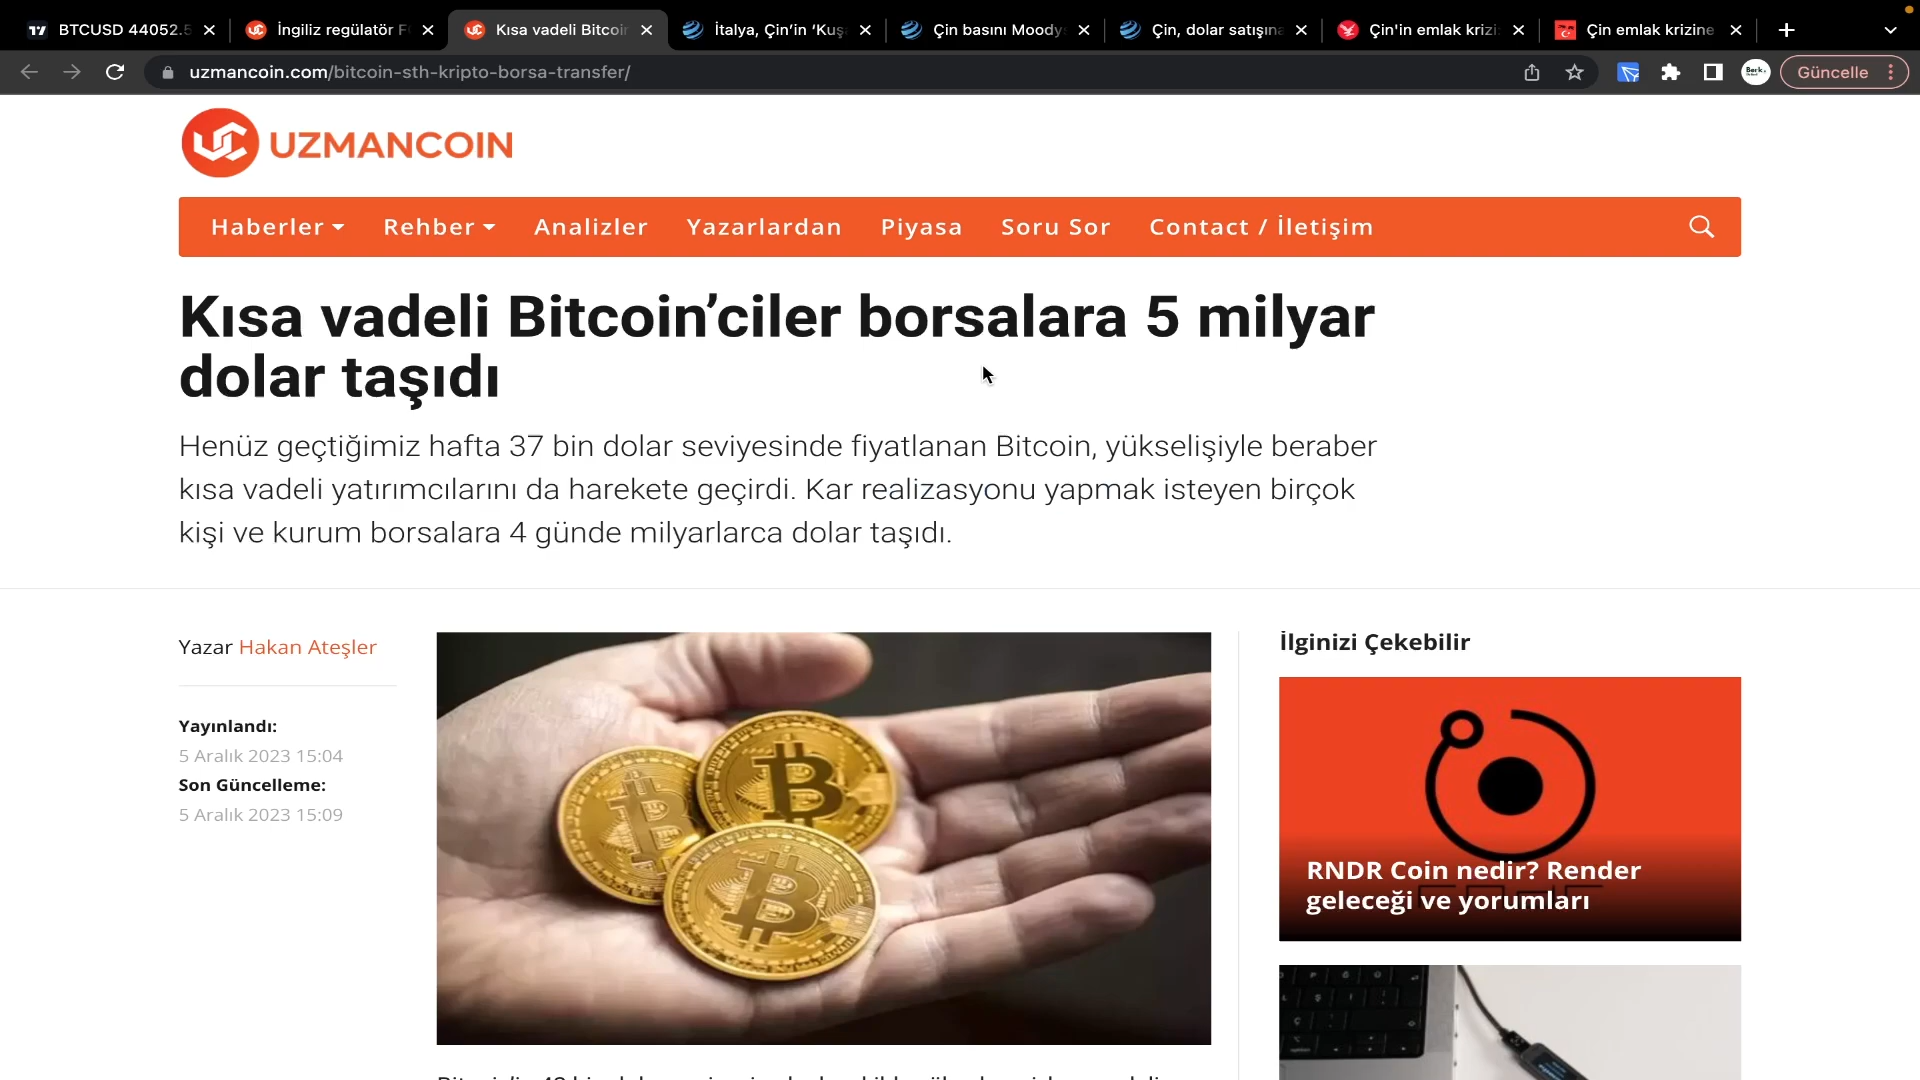 BTCUSD 44052.5
İngiliz regülatör F
Kısa vadeli Bitcoin
İtalya, Çin’in ‘Kuş
Çin basını Moody
Çin, dolar satışına
Çin'in emlak krizi
Çin emlak krizine
uzmancoin.com/bitcoin-sth-kripto-borsa-transfer/
Güncelle
UZMANCOIN
Haberler Rehber Analizler Yazarlardan Piyasa Soru Sor Contact / İletişim
Kısa vadeli Bitcoin’ciler borsalara 5 milyar
dolar taşıdı
Henüz geçtiğimiz hafta 37 bin dolar seviyesinde fiyatlanan Bitcoin, yükselişiyle beraber
kısa vadeli yatırımcılarını da harekete geçirdi. Kar realizasyonu yapmak isteyen birçok
kişi ve kurum borsalara 4 günde milyarlarca dolar taşıdı.
Yazar Hakan Ateşler
Yayınlandı:
5 Aralık 2023 15:04
Son Güncelleme:
5 Aralık 2023 15:09
İlginizi Çekebilir
RNDR Coin nedir? Render
geleceği ve yorumları